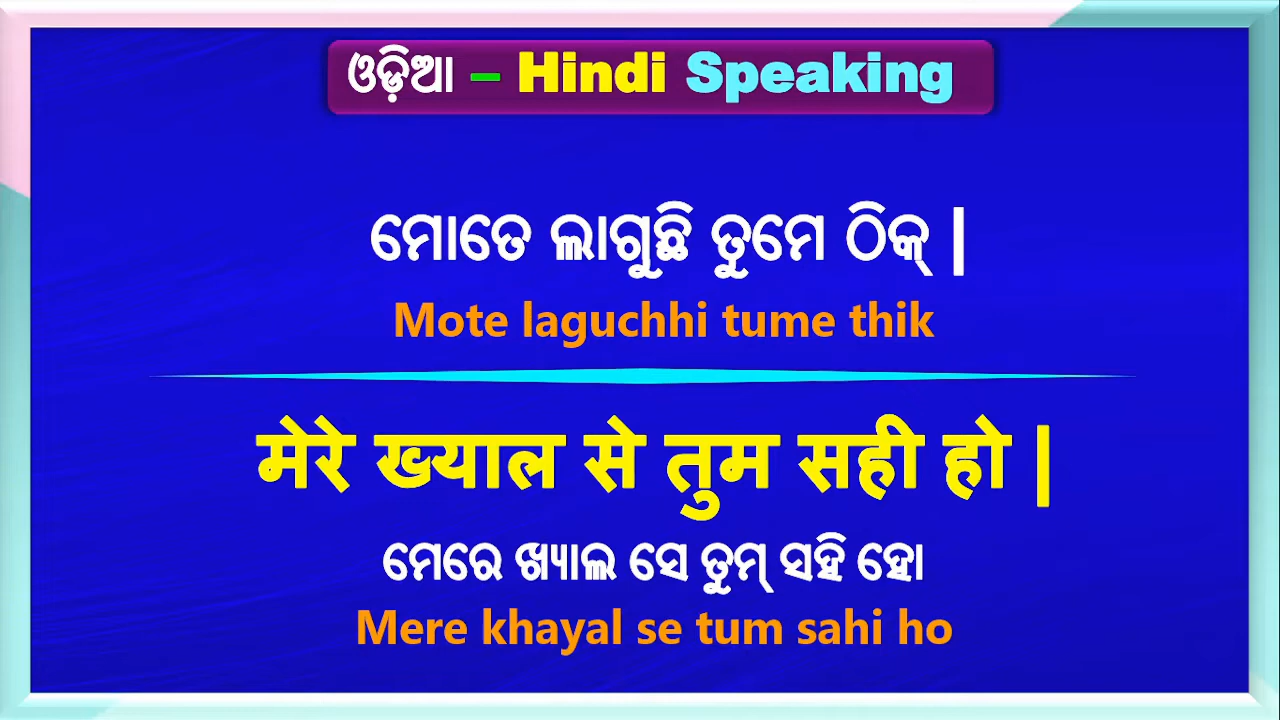 ଓଡ଼ିଆ – Hindi Speaking
ମୋତେ ଲାଗୁଛି ତୁମେ ଠିକ୍ |
Mote laguchhi tume thik
मेरे ख्याल से तुम सही हो |
ମେରେ ଖ୍ୟାଲ ସେ ତୁମ୍ ସହି ହୋ
Mere khayal se tum sahi ho